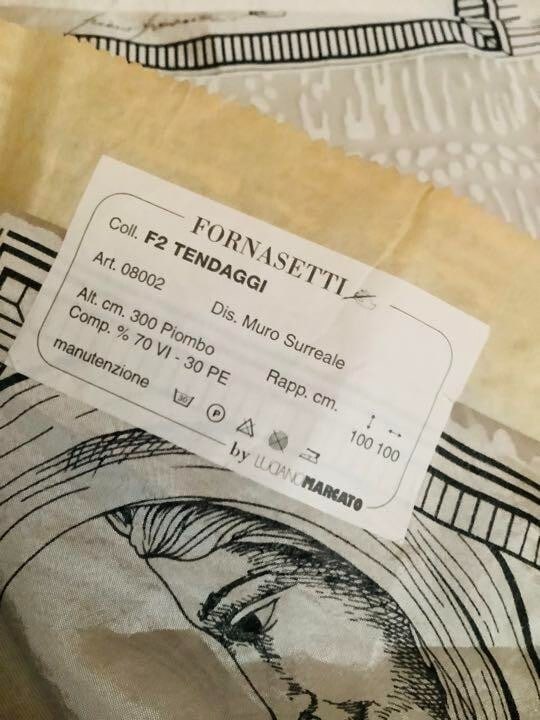 FORNASETTI
Coll. F2 TENDAGGI
Art. 08002
Dis. Muro Surreale
Alt. cm. 300 Piombo
Rapp. cm.
Comp. % 70 VI - 30 PE
100 100
manutenzione
30
P
by LUCIANO MARCATO